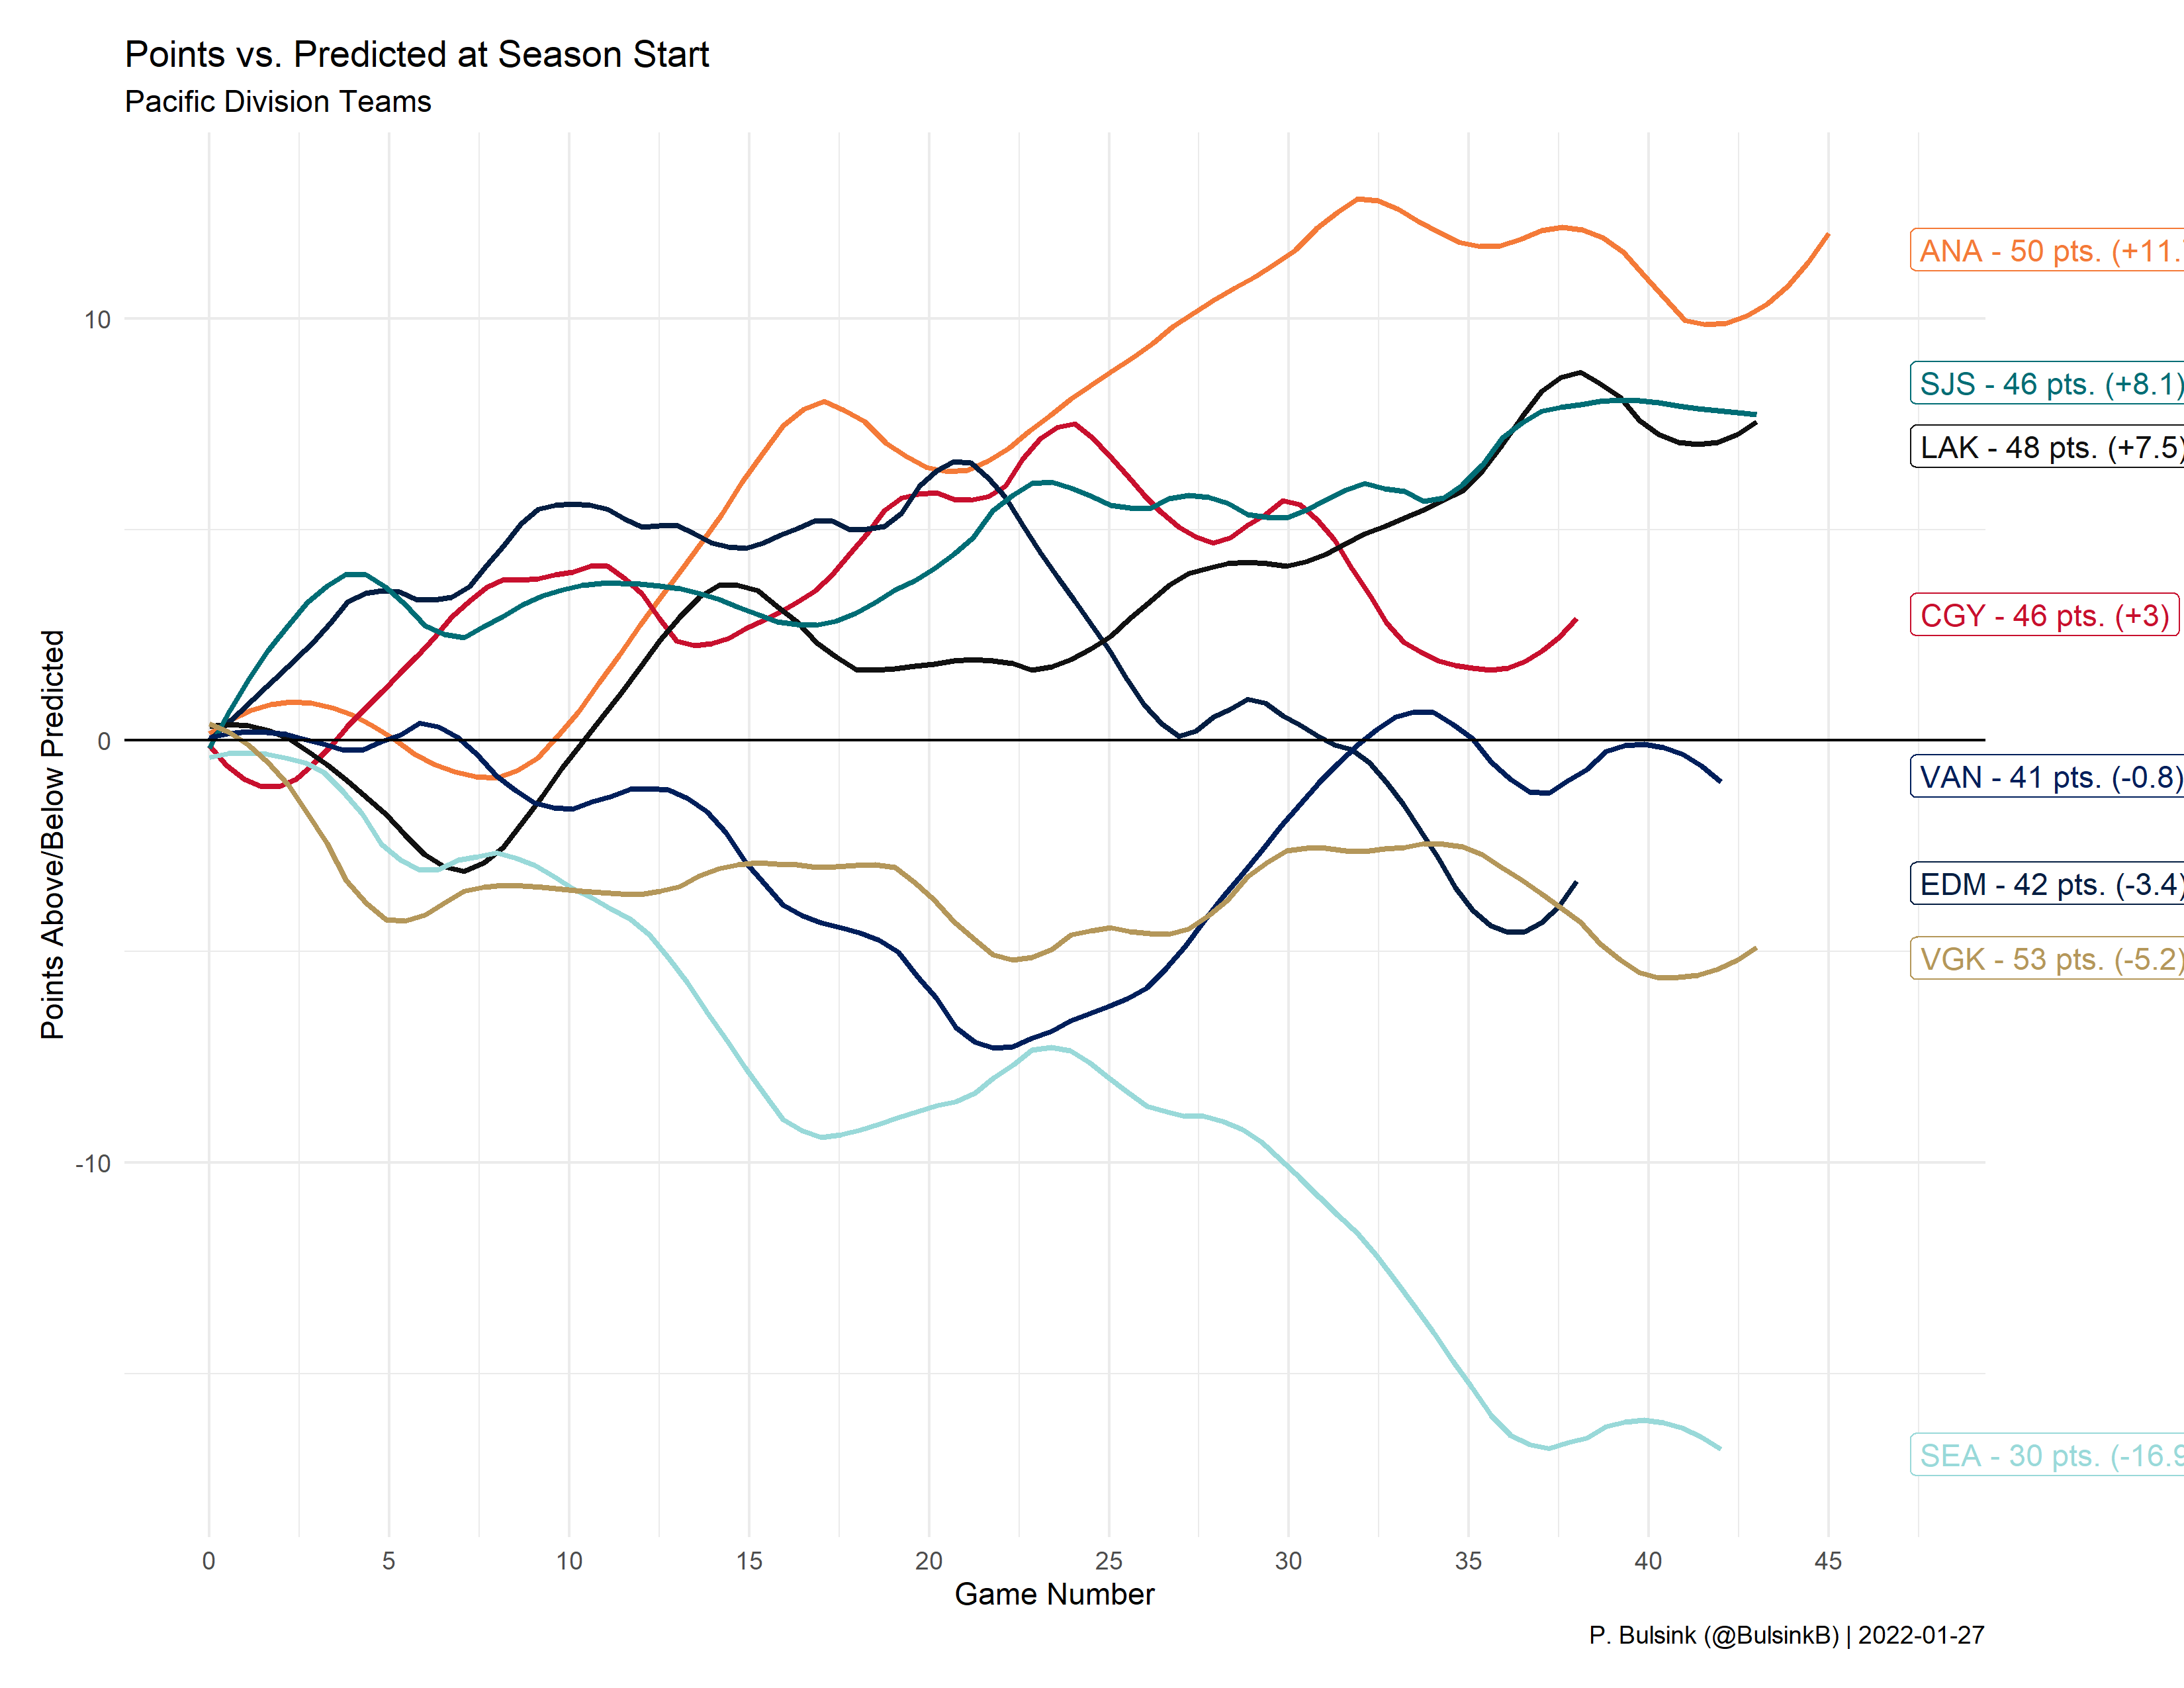 Points vs. Predicted at Season Start
Pacific Division Teams
Points Above/Below Predicted
10
0
-10
ANA - 50 pts. (+11.
SJS - 46 pts. (+8.1)
LAK - 48 pts. (+7.5)
CGY - 46 pts. (+3)
VAN - 41 pts. (-0.8)
EDM - 42 pts. (-3.4)
VGK - 53 pts. (-5.2)
SEA - 30 pts. (-16.9
0 5 10 15 20 25 30 35 40 45
Game Number
P. Bulsink (@BulsinkB) | 2022-01-27